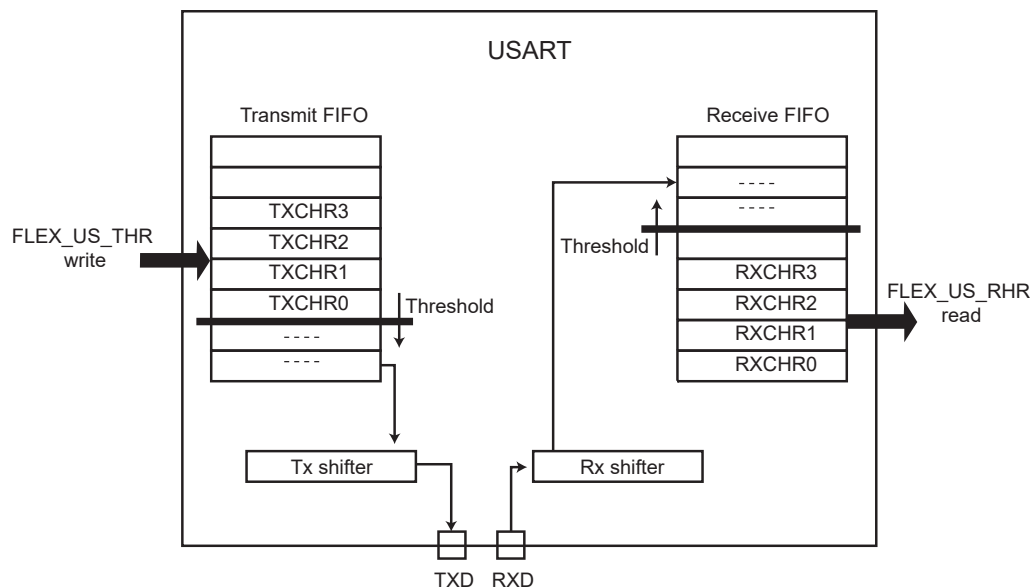 USART
Transmit FIFO
TXCHR3
TXCHR2
TXCHR1
TXCHR0
- - - -
- - - -
FLEX_US_THR
write
Threshold
Tx shifter
TXD
RXD
Rx shifter
Receive FIFO
- - - -
- - - -
Threshold
RXCHR3
RXCHR2
RXCHR1
RXCHR0
FLEX_US_RHR
read